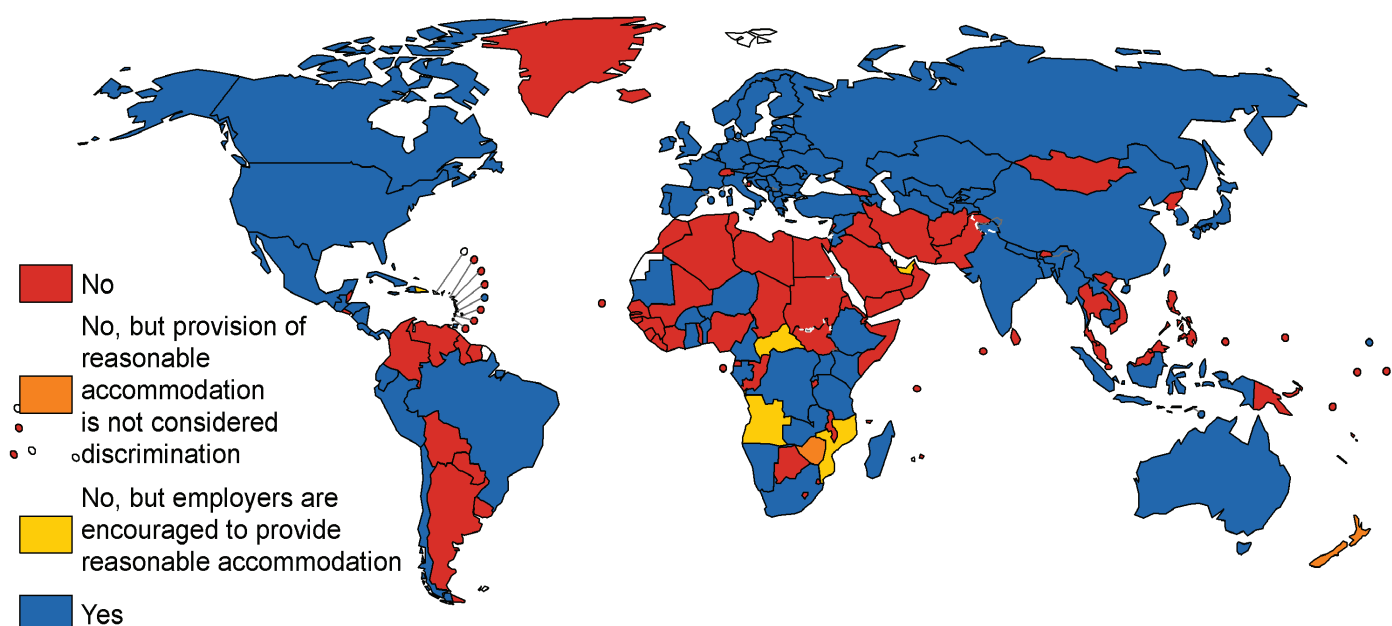 No
No, but provision of
reasonable
accommodation
is not considered
discrimination
No, but employers are
encouraged to provide
reasonable accommodation
Yes